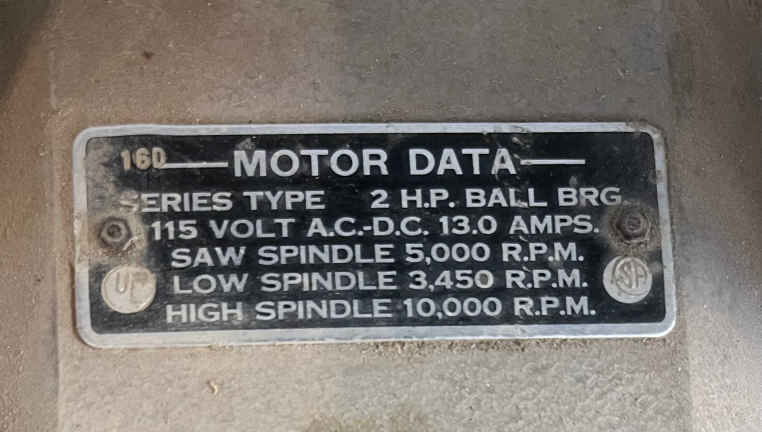 16D MOTOR DATA
SERIES TYPE 2 H.P. BALL BRG
115 VOLT A.C.-D.C. 13.0 AMPS.
SAW SPINDLE 5,000 R.P.M.
LOW SPINDLE 3,450 R.P.M.
HIGH SPINDLE 10,000 R.P.M.